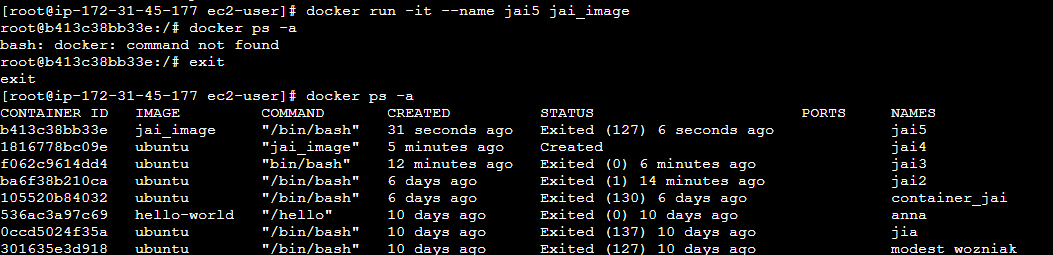 [root@ip-172-31-45-177 ec2-user]# docker run -it --name jai5 jai_image
root@b413c38bb33e:/# docker ps -a
bash: docker: command not found
root@b413c38bb33e:/# exit
exit
[root@ip-172-31-45-177 ec2-user]# docker ps -a
CONTAINER ID   IMAGE         COMMAND       CREATED          STATUS                       PORTS     NAMES
b413c38bb33e   jai_image     "/bin/bash"   31 seconds ago   Exited (127) 6 seconds ago             jai5
1816778bc09e   ubuntu        "jai_image"   5 minutes ago    Created                                jai4
f062c9614dd4   ubuntu        "bin/bash"    12 minutes ago   Exited (0) 6 minutes ago               jai3
ba6f38b210ca   ubuntu        "/bin/bash"   6 days ago       Exited (1) 14 minutes ago              jai2
105520b84032   ubuntu        "/bin/bash"   6 days ago       Exited (130) 6 days ago                container_jai
536ac3a97c69   hello-world   "/hello"      10 days ago      Exited (0) 10 days ago                 anna
0ccd5024f35a   ubuntu        "/bin/bash"   10 days ago      Exited (137) 10 days ago               jia
301635e3d918   ubuntu        "/bin/bash"   10 days ago      Exited (127) 10 days ago               modest_wozniak